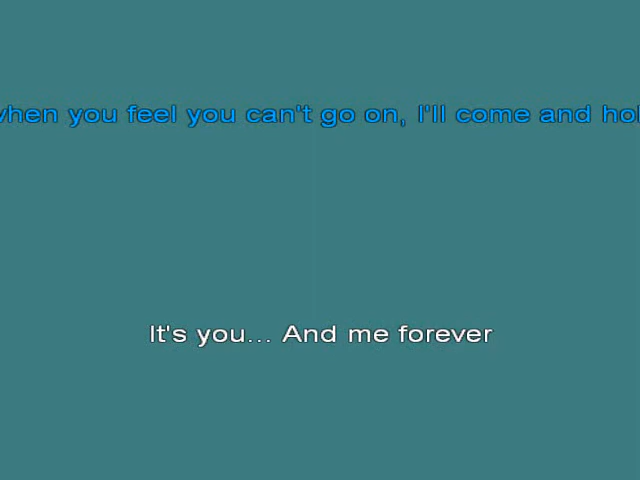 when you feel you can't go on, I'll come and hol
It's you... And me forever